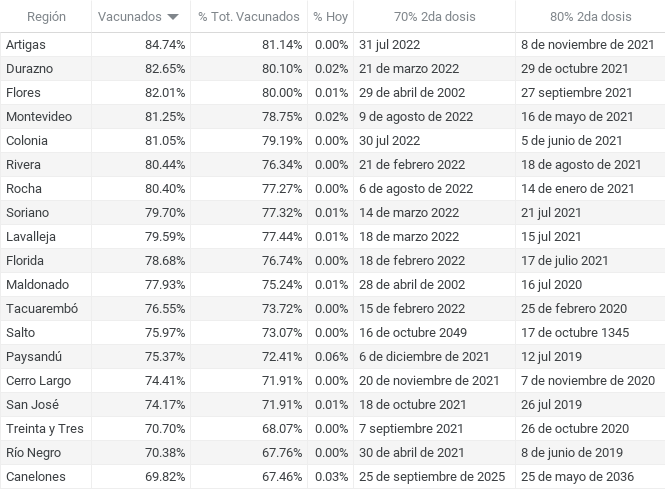 Región Vacunados % Tot. Vacunados % Hoy 70% 2da dosis 80% 2da dosis
Artigas 84.74% 81.14% 0.00% 31 jul 2022 8 de noviembre de 2021
Durazno 82.65% 80.10% 0.02% 21 de marzo 2022 29 de octubre 2021
Flores 82.01% 80.00% 0.01% 29 de abril de 2002 27 septiembre 2021
Montevideo 81.25% 78.75% 0.02% 9 de agosto de 2022 16 de mayo de 2021
Colonia 81.05% 79.19% 0.00% 30 jul 2022 5 de junio de 2021
Rivera 80.44% 76.34% 0.00% 21 de febrero 2022 18 de agosto de 2021
Rocha 80.40% 77.27% 0.00% 6 de agosto de 2022 14 de enero de 2021
Soriano 79.70% 77.32% 0.01% 14 de marzo 2022 21 jul 2021
Lavalleja 79.59% 77.44% 0.01% 18 de marzo 2022 15 jul 2021
Florida 78.68% 76.74% 0.00% 18 de febrero 2022 17 de julio 2021
Maldonado 77.93% 75.24% 0.01% 28 de abril de 2002 16 jul 2020
Tacuarembó 76.55% 73.72% 0.00% 15 de febrero 2022 25 de febrero 2020
Salto 75.97% 73.07% 0.00% 16 de octubre 2049 17 de octubre 1345
Paysandú 75.37% 72.41% 0.06% 6 de diciembre de 2021 12 jul 2019
Cerro Largo 74.41% 71.91% 0.00% 20 de noviembre de 2021 7 de noviembre de 2020
San José 74.17% 71.91% 0.01% 18 de octubre 2021 26 jul 2019
Treinta y Tres 70.70% 68.07% 0.00% 7 septiembre 2021 26 de octubre 2020
Río Negro 70.38% 67.76% 0.00% 30 de abril de 2021 8 de junio de 2019
Canelones 69.82% 67.46% 0.03% 25 de septiembre de 2025 25 de mayo de 2036